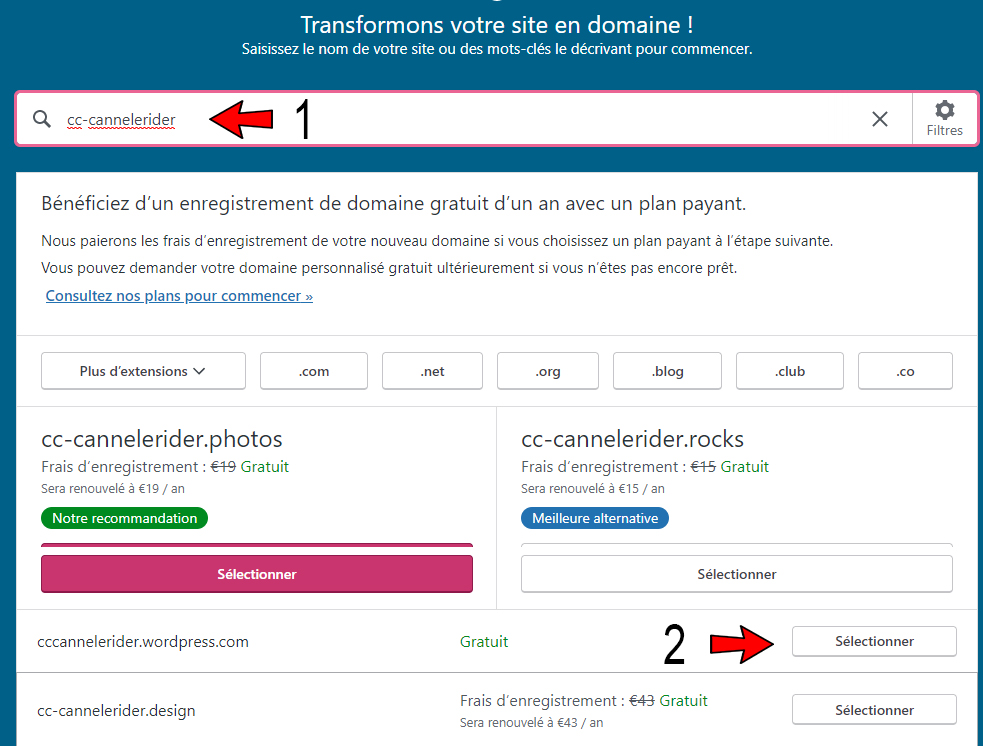 Transformons votre site en domaine !
Saisissez le nom de votre site ou des mots-clés le décrivant pour commencer.
cc-cannelerider
1
Filtres
Bénéficiez d’un enregistrement de domaine gratuit d’un an avec un plan payant.
Nous paierons les frais d’enregistrement de votre nouveau domaine si vous choisissez un plan payant à l’étape suivante.
Vous pouvez demander votre domaine personnalisé gratuit ultérieurement si vous n’êtes pas encore prêt.
Consultez nos plans pour commencer »
Plus d’extensions
.com
.net
.org
.blog
.club
.co
cc-cannelerider.photos
Frais d’enregistrement : €19 Gratuit
Sera renouvelé à €19 / an
Notre recommandation
Sélectionner
cc-cannelerider.rocks
Frais d’enregistrement : €15 Gratuit
Sera renouvelé à €15 / an
Meilleure alternative
Sélectionner
cccannelerider.wordpress.com
Gratuit
2
Sélectionner
cc-cannelerider.design
Frais d’enregistrement : €43 Gratuit
Sera renouvelé à €43 / an
Sélectionner